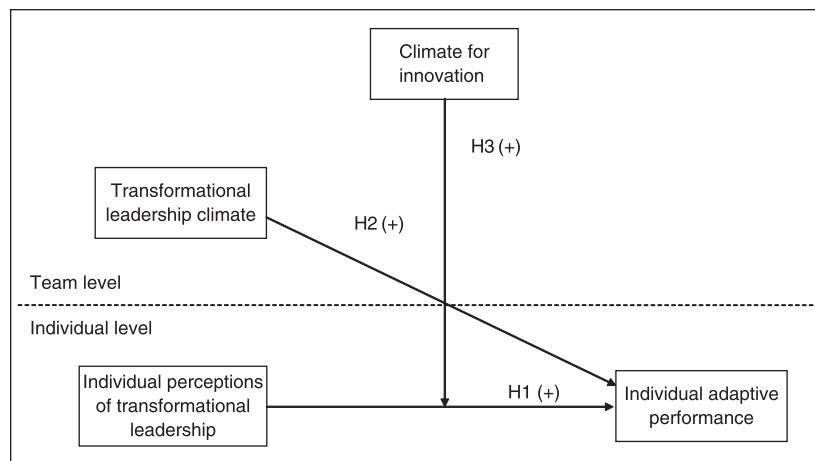 Climate for
innovation
H3 (+)
Transformational
leadership climate
H2 (+)
Team level
Individual level
Individual perceptions
of transformational
leadership
H1 (+)
Individual adaptive
performance